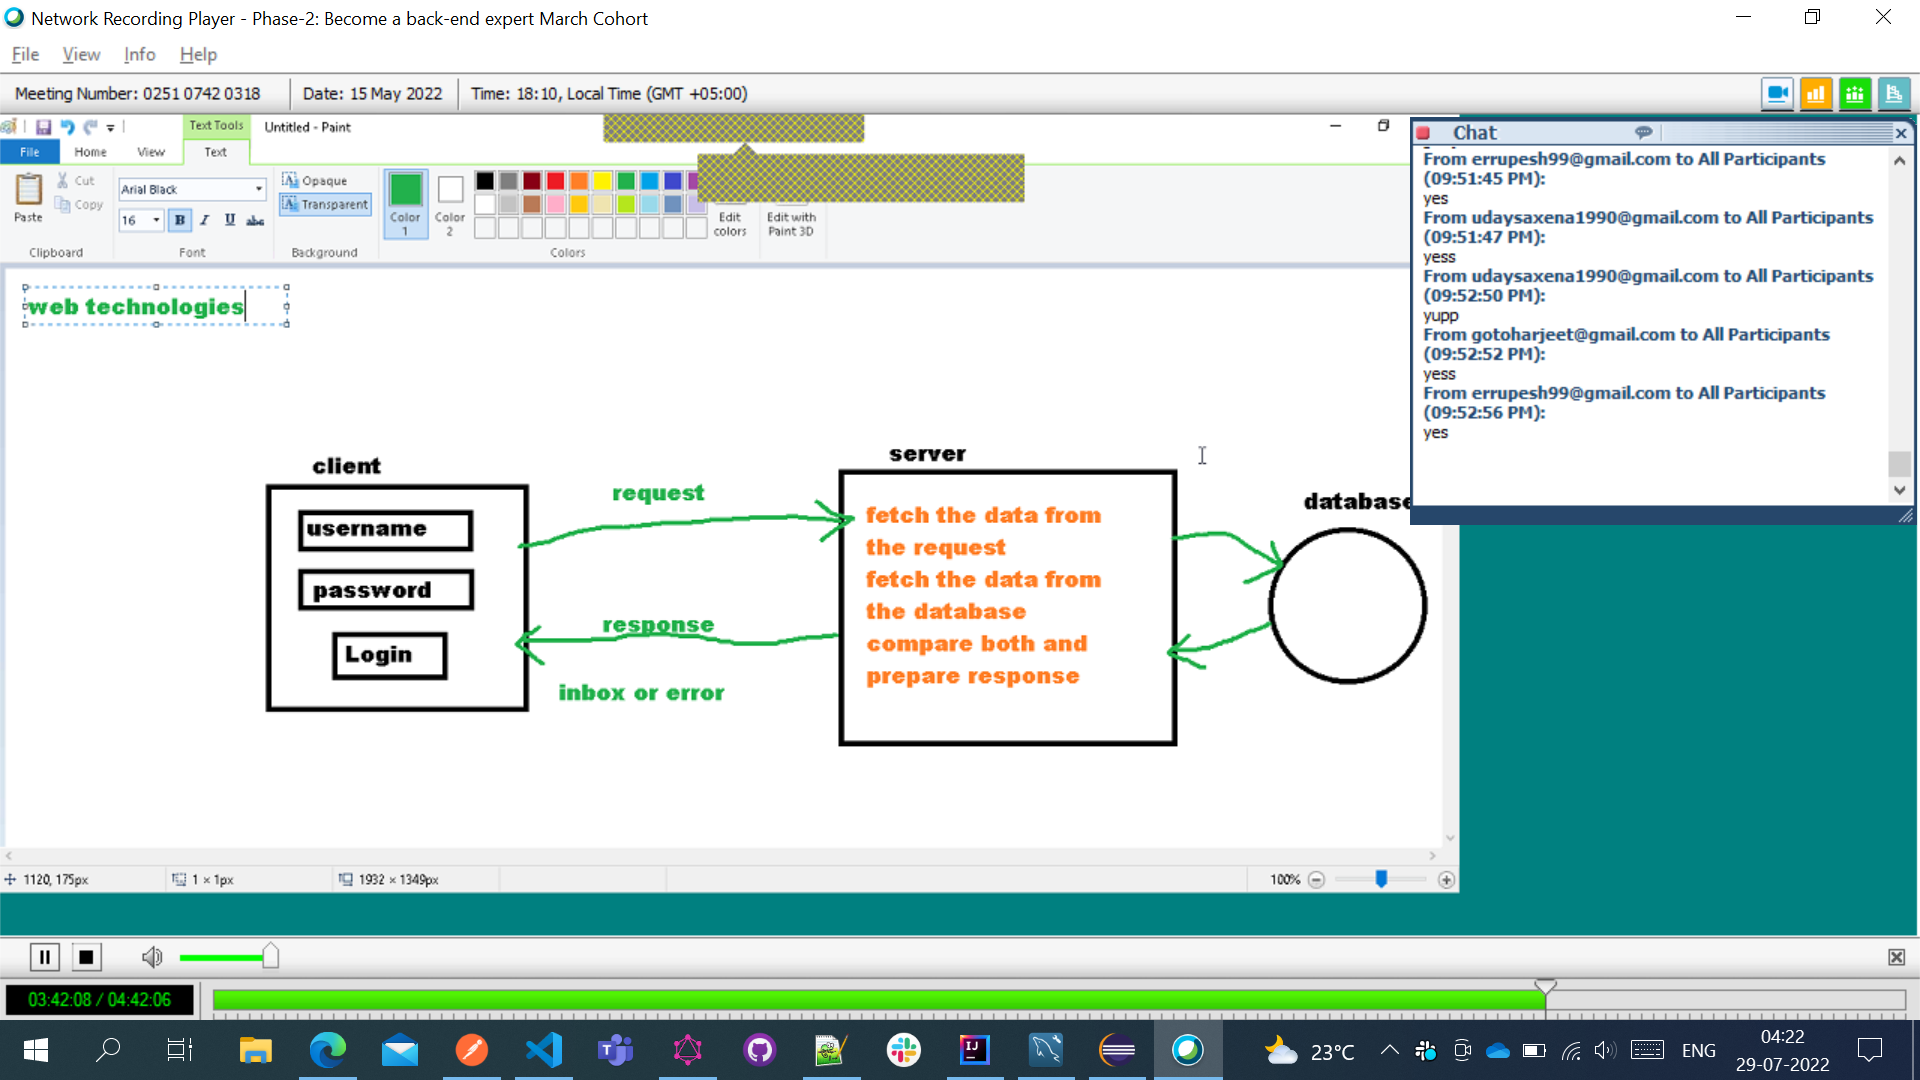 Network Recording Player - Phase-2: Become a back-end expert March Cohort
File View Info Help
Meeting Number: 0251 0742 0318 Date: 15 May 2022 Time: 18:10, Local Time (GMT +05:00)
Text Tools Untitled - Paint
File Home View Text
Paste Cut Copy
Clipboard
Arial Black
16 B I U abc
Font
Opaque
Transparent
Background
Color 1
Color 2
Edit colors
Edit with Paint 3D
Colors
web technologies
client
username
password
Login
request
response
inbox or error
server
fetch the data from
the request
fetch the data from
the database
compare both and
prepare response
database
1120, 175px 1 × 1px 1932 × 1349px 100%
Chat
From errupesh99@gmail.com to All Participants
(09:51:45 PM):
yes
From udaysaxena1990@gmail.com to All Participants
(09:51:47 PM):
yess
From udaysaxena1990@gmail.com to All Participants
(09:52:50 PM):
yupp
From gotoharjeet@gmail.com to All Participants
(09:52:52 PM):
yess
From errupesh99@gmail.com to All Participants
(09:52:56 PM):
yes
03:42:08 / 04:42:06
IJ
23°C
ENG
04:22
29-07-2022